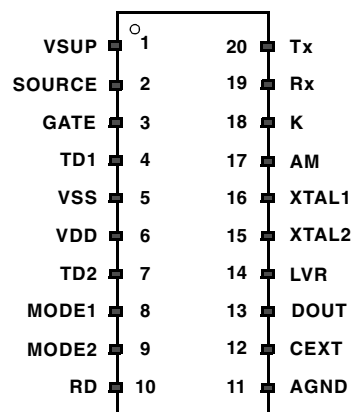 VSUP 1 20 Tx
SOURCE 2 19 Rx
GATE 3 18 K
TD1 4 17 AM
VSS 5 16 XTAL1
VDD 6 15 XTAL2
TD2 7 14 LVR
MODE1 8 13 DOUT
MODE2 9 12 CEXT
RD 10 11 AGND